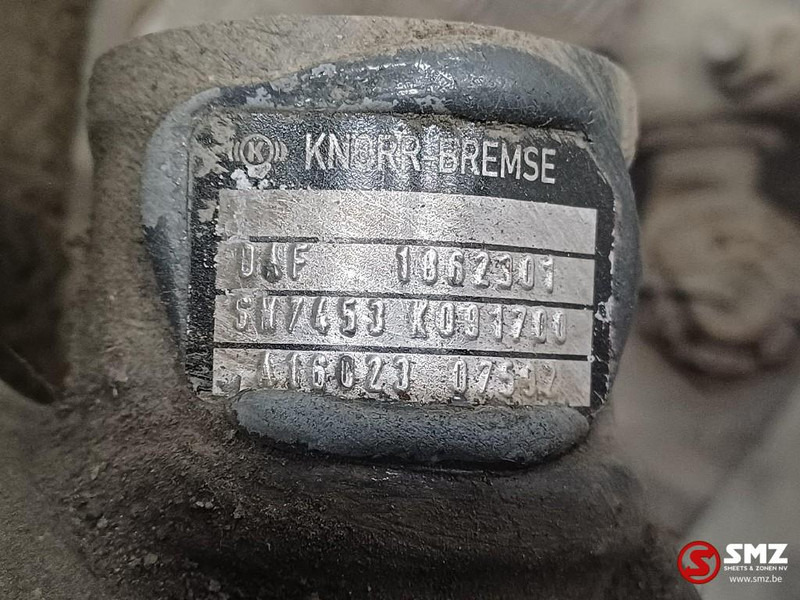 K KNORR-BREMSE
DAF 1862301
SN7453 K091700
A16023 07532
SMZ
SHEETS & ZONEN NV
www.smz.be